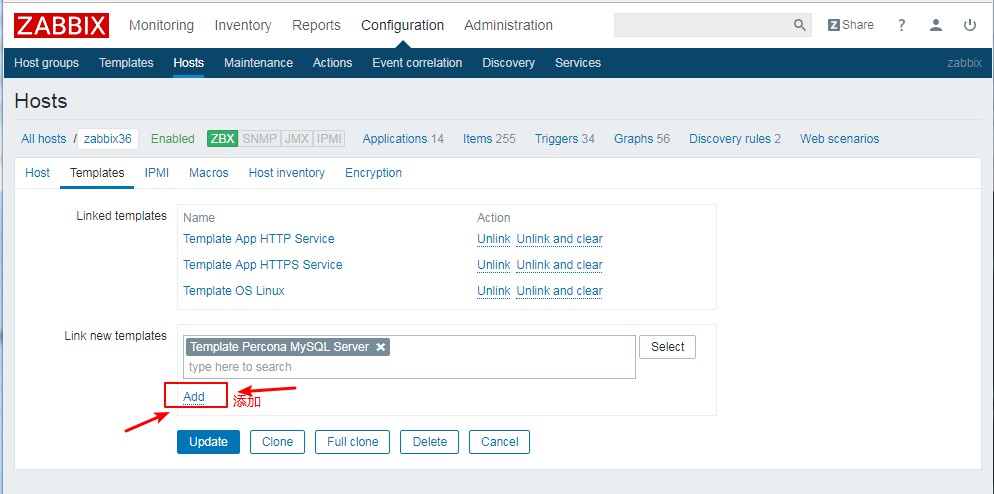 ZABBIX Monitoring Inventory Reports Configuration Administration Z Share ?
Host groups Templates Hosts Maintenance Actions Event correlation Discovery Services zabbix
Hosts
All hosts / zabbix36 Enabled ZBX SNMP JMX IPMI Applications 14 Items 255 Triggers 34 Graphs 56 Discovery rules 2 Web scenarios
Host Templates IPMI Macros Host inventory Encryption
Linked templates Name Action
Template App HTTP Service Unlink Unlink and clear
Template App HTTPS Service Unlink Unlink and clear
Template OS Linux Unlink Unlink and clear
Link new templates Template Percona MySQL Server Select
type here to search
Add 添加
Update Clone Full clone Delete Cancel